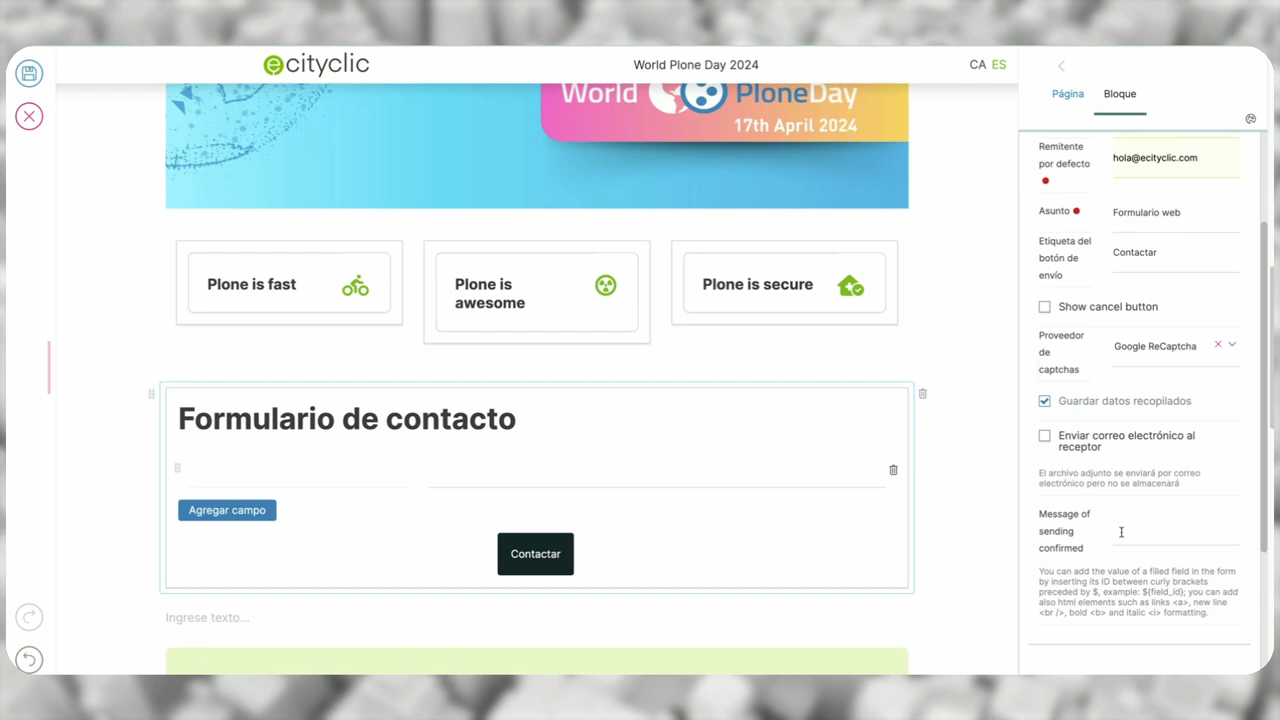 ecityclic
World Plone Day 2024
CA ES
World PloneDay
17th April 2024
Plone is fast
Plone is
awesome
Plone is secure
Formulario de contacto
Agregar campo
Contactar
Ingrese texto...
Página
Bloque
Remitente
por defecto
hola@ecityclic.com
Asunto
Formulario web
Etiqueta del
botón de
envío
Contactar
Show cancel button
Proveedor
de
captchas
Google ReCaptcha
Guardar datos recopilados
Enviar correo electrónico al
receptor
El archivo adjunto se enviará por correo
electrónico pero no se almacenará
Message of
sending
confirmed
You can add the value of a filled field in the form
by inserting its ID between curly brackets
preceded by $, example: ${field_id}; you can add
also html elements such as links <a>, new line
<br />, bold <b> and italic <i> formatting.